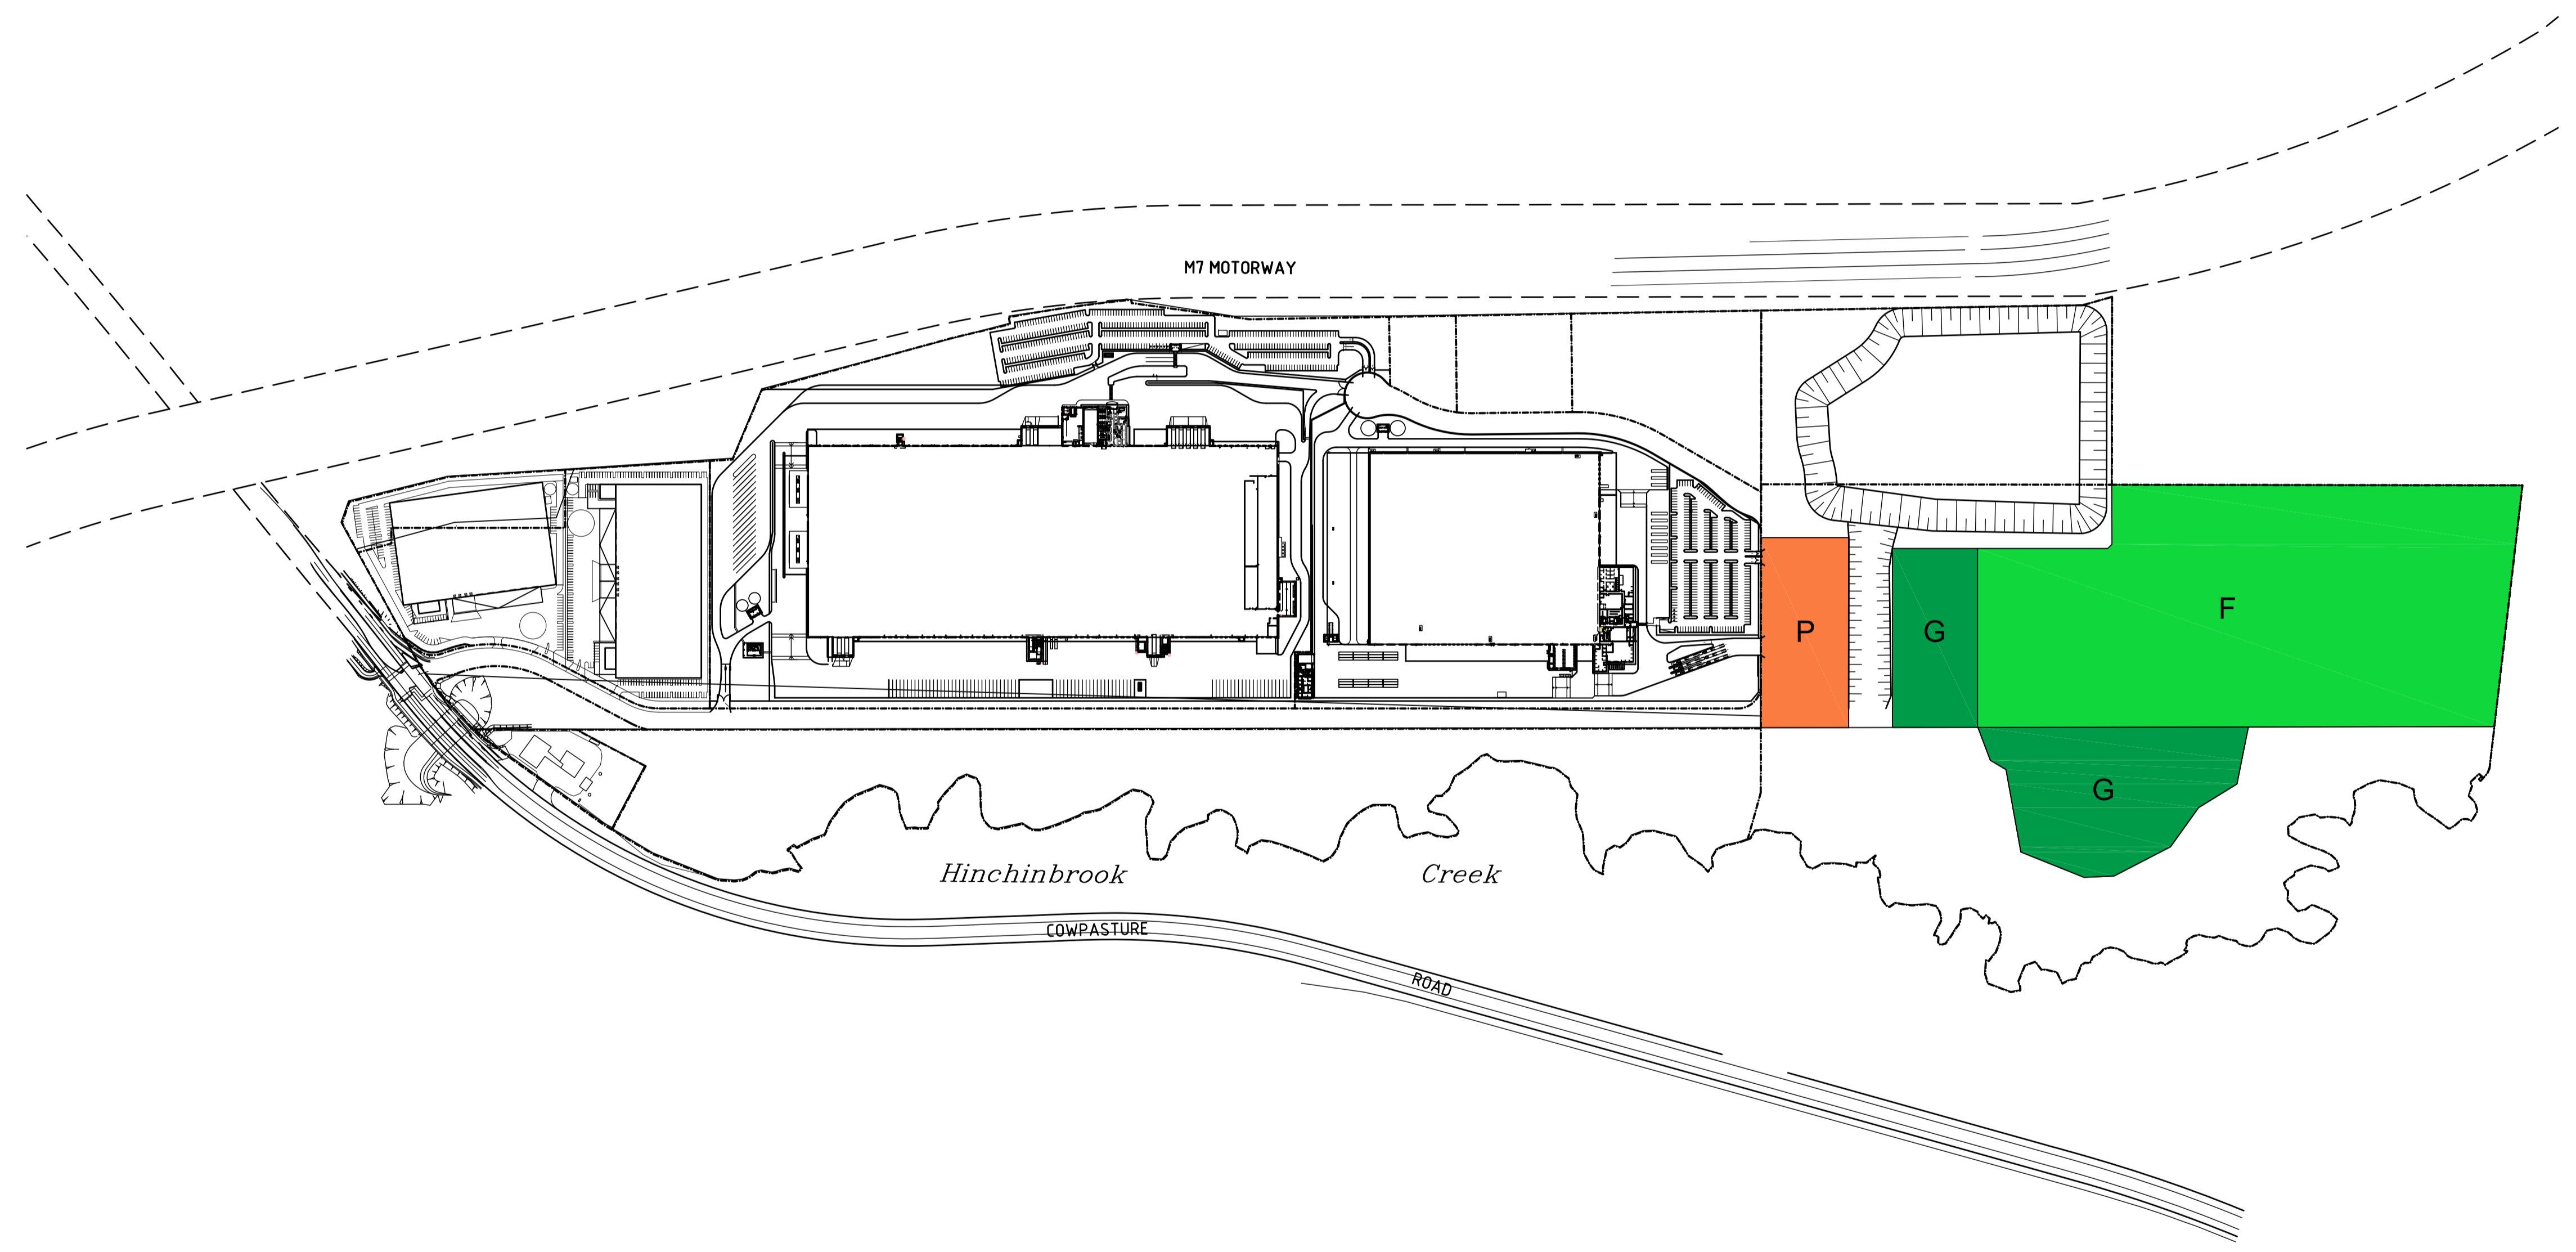 M7 MOTORWAY
F
P
G
G
Hinchinbrook Creek
COWPASTURE
ROAD